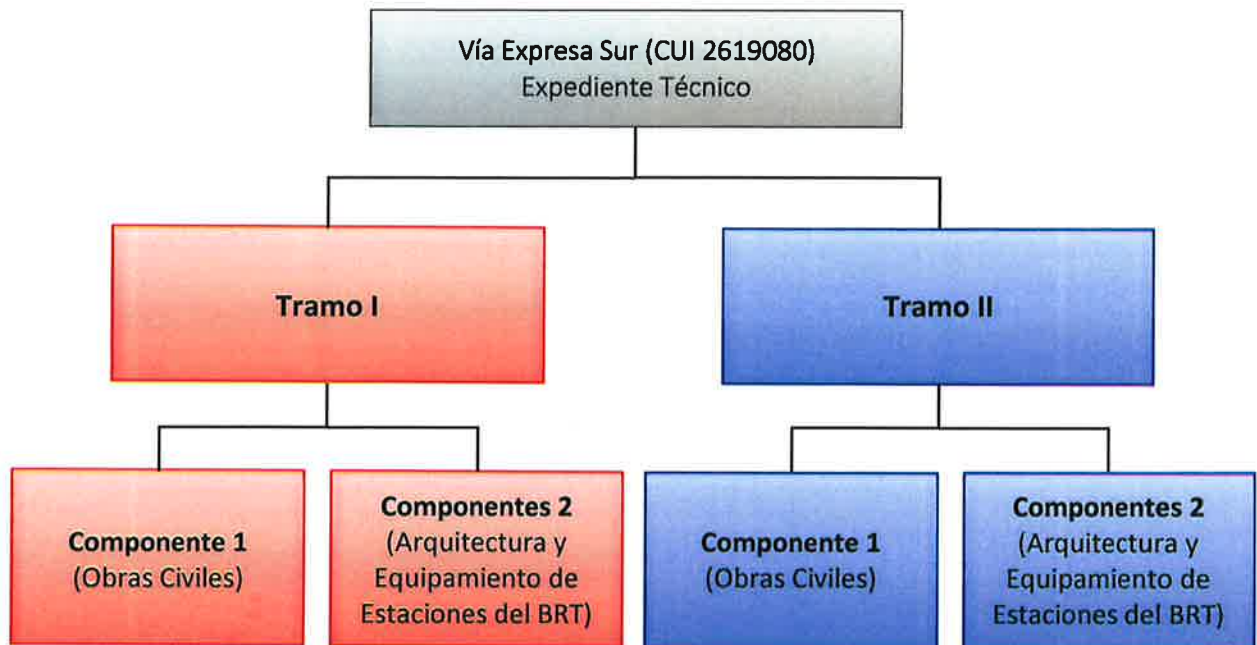 Vía Expresa Sur (CUI 2619080)
Expediente Técnico
Tramo I
Tramo II
Componente 1
(Obras Civiles)
Componentes 2
(Arquitectura y
Equipamiento de
Estaciones del BRT)
Componente 1
(Obras Civiles)
Componentes 2
(Arquitectura y
Equipamiento de
Estaciones del BRT)